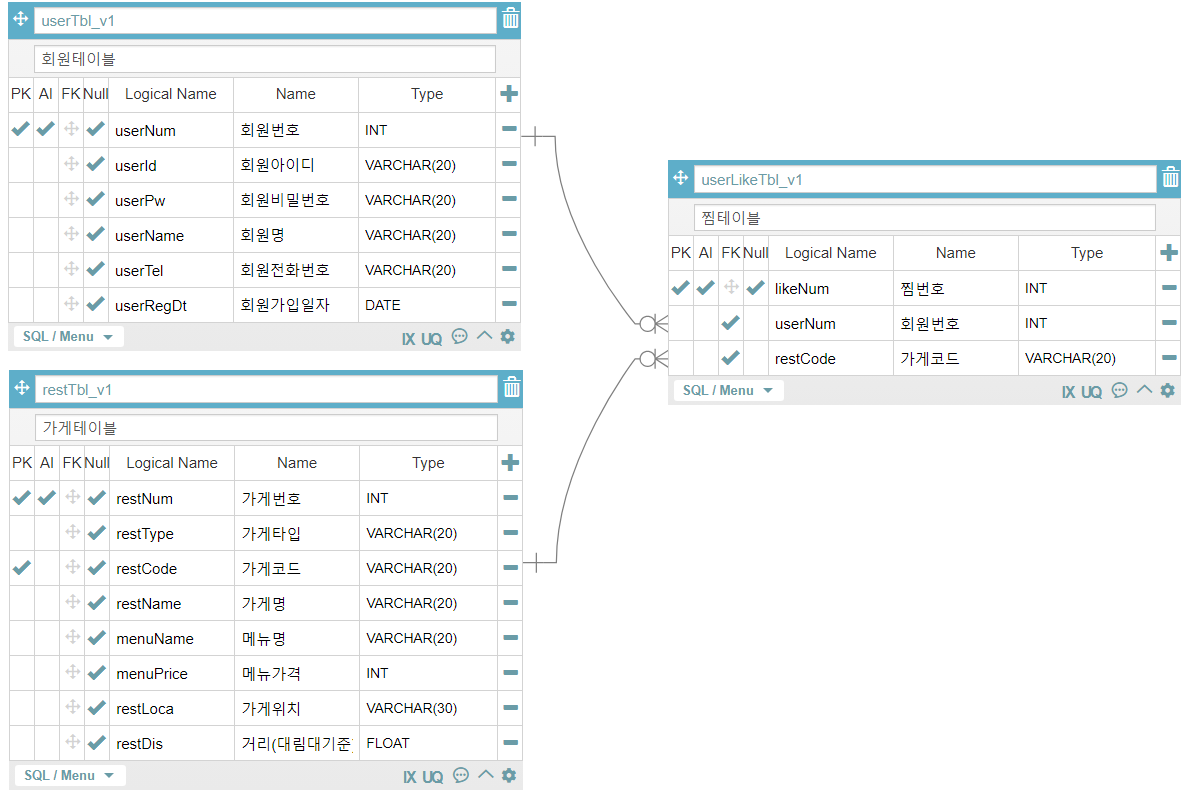 userTbl_v1
회원테이블
PK AI FK Null Logical Name Name Type
userNum 회원번호 INT
userId 회원아이디 VARCHAR(20)
userPw 회원비밀번호 VARCHAR(20)
userName 회원명 VARCHAR(20)
userTel 회원전화번호 VARCHAR(20)
userRegDt 회원가입일자 DATE
SQL / Menu IX UQ
restTbl_v1
가게테이블
PK AI FK Null Logical Name Name Type
restNum 가게번호 INT
restType 가게타입 VARCHAR(20)
restCode 가게코드 VARCHAR(20)
restName 가게명 VARCHAR(20)
menuName 메뉴명 VARCHAR(20)
menuPrice 메뉴가격 INT
restLoca 가게위치 VARCHAR(30)
restDis 거리(대림대기준) FLOAT
SQL / Menu IX UQ
userLikeTbl_v1
찜테이블
PK AI FK Null Logical Name Name Type
likeNum 찜번호 INT
userNum 회원번호 INT
restCode 가게코드 VARCHAR(20)
SQL / Menu IX UQ